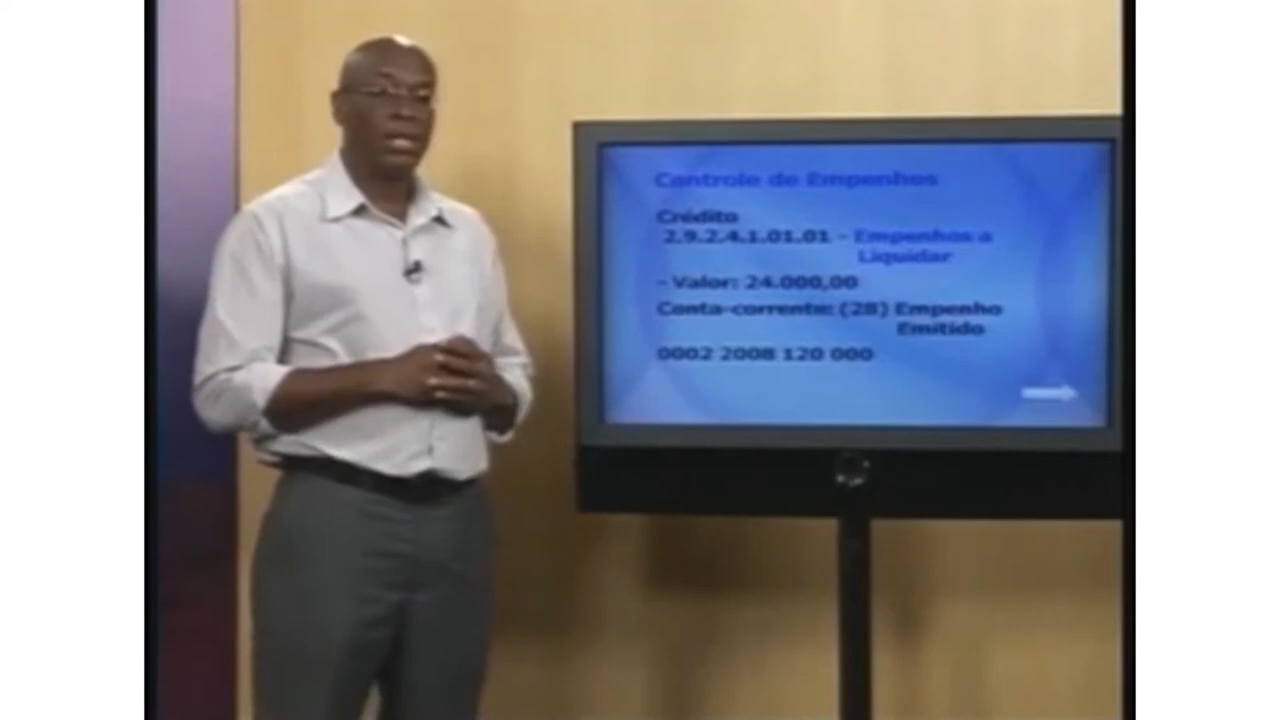 Controle de Empenhos
Crédito
2.9.2.4.1.01.01 - Empenhos a
Liquidar
- Valor: 24.000,00
Conta-corrente: (28) Empenho
Emitido
0002 2008 120 000